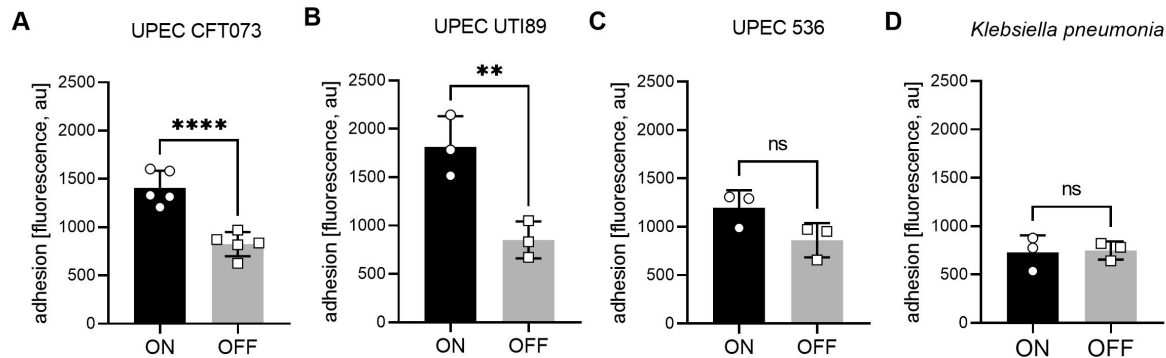 A
UPEC CFT073
adhesion [fluorescence, au]
2500
2000
1500
1000
500
0
****
ON OFF
B
UPEC UTI89
adhesion [fluorescence, au]
2500
2000
1500
1000
500
0
**
ON OFF
C
UPEC 536
adhesion [fluorescence, au]
2500
2000
1500
1000
500
0
ns
ON OFF
D
Klebsiella pneumonia
adhesion [fluorescence, au]
2500
2000
1500
1000
500
0
ns
ON OFF